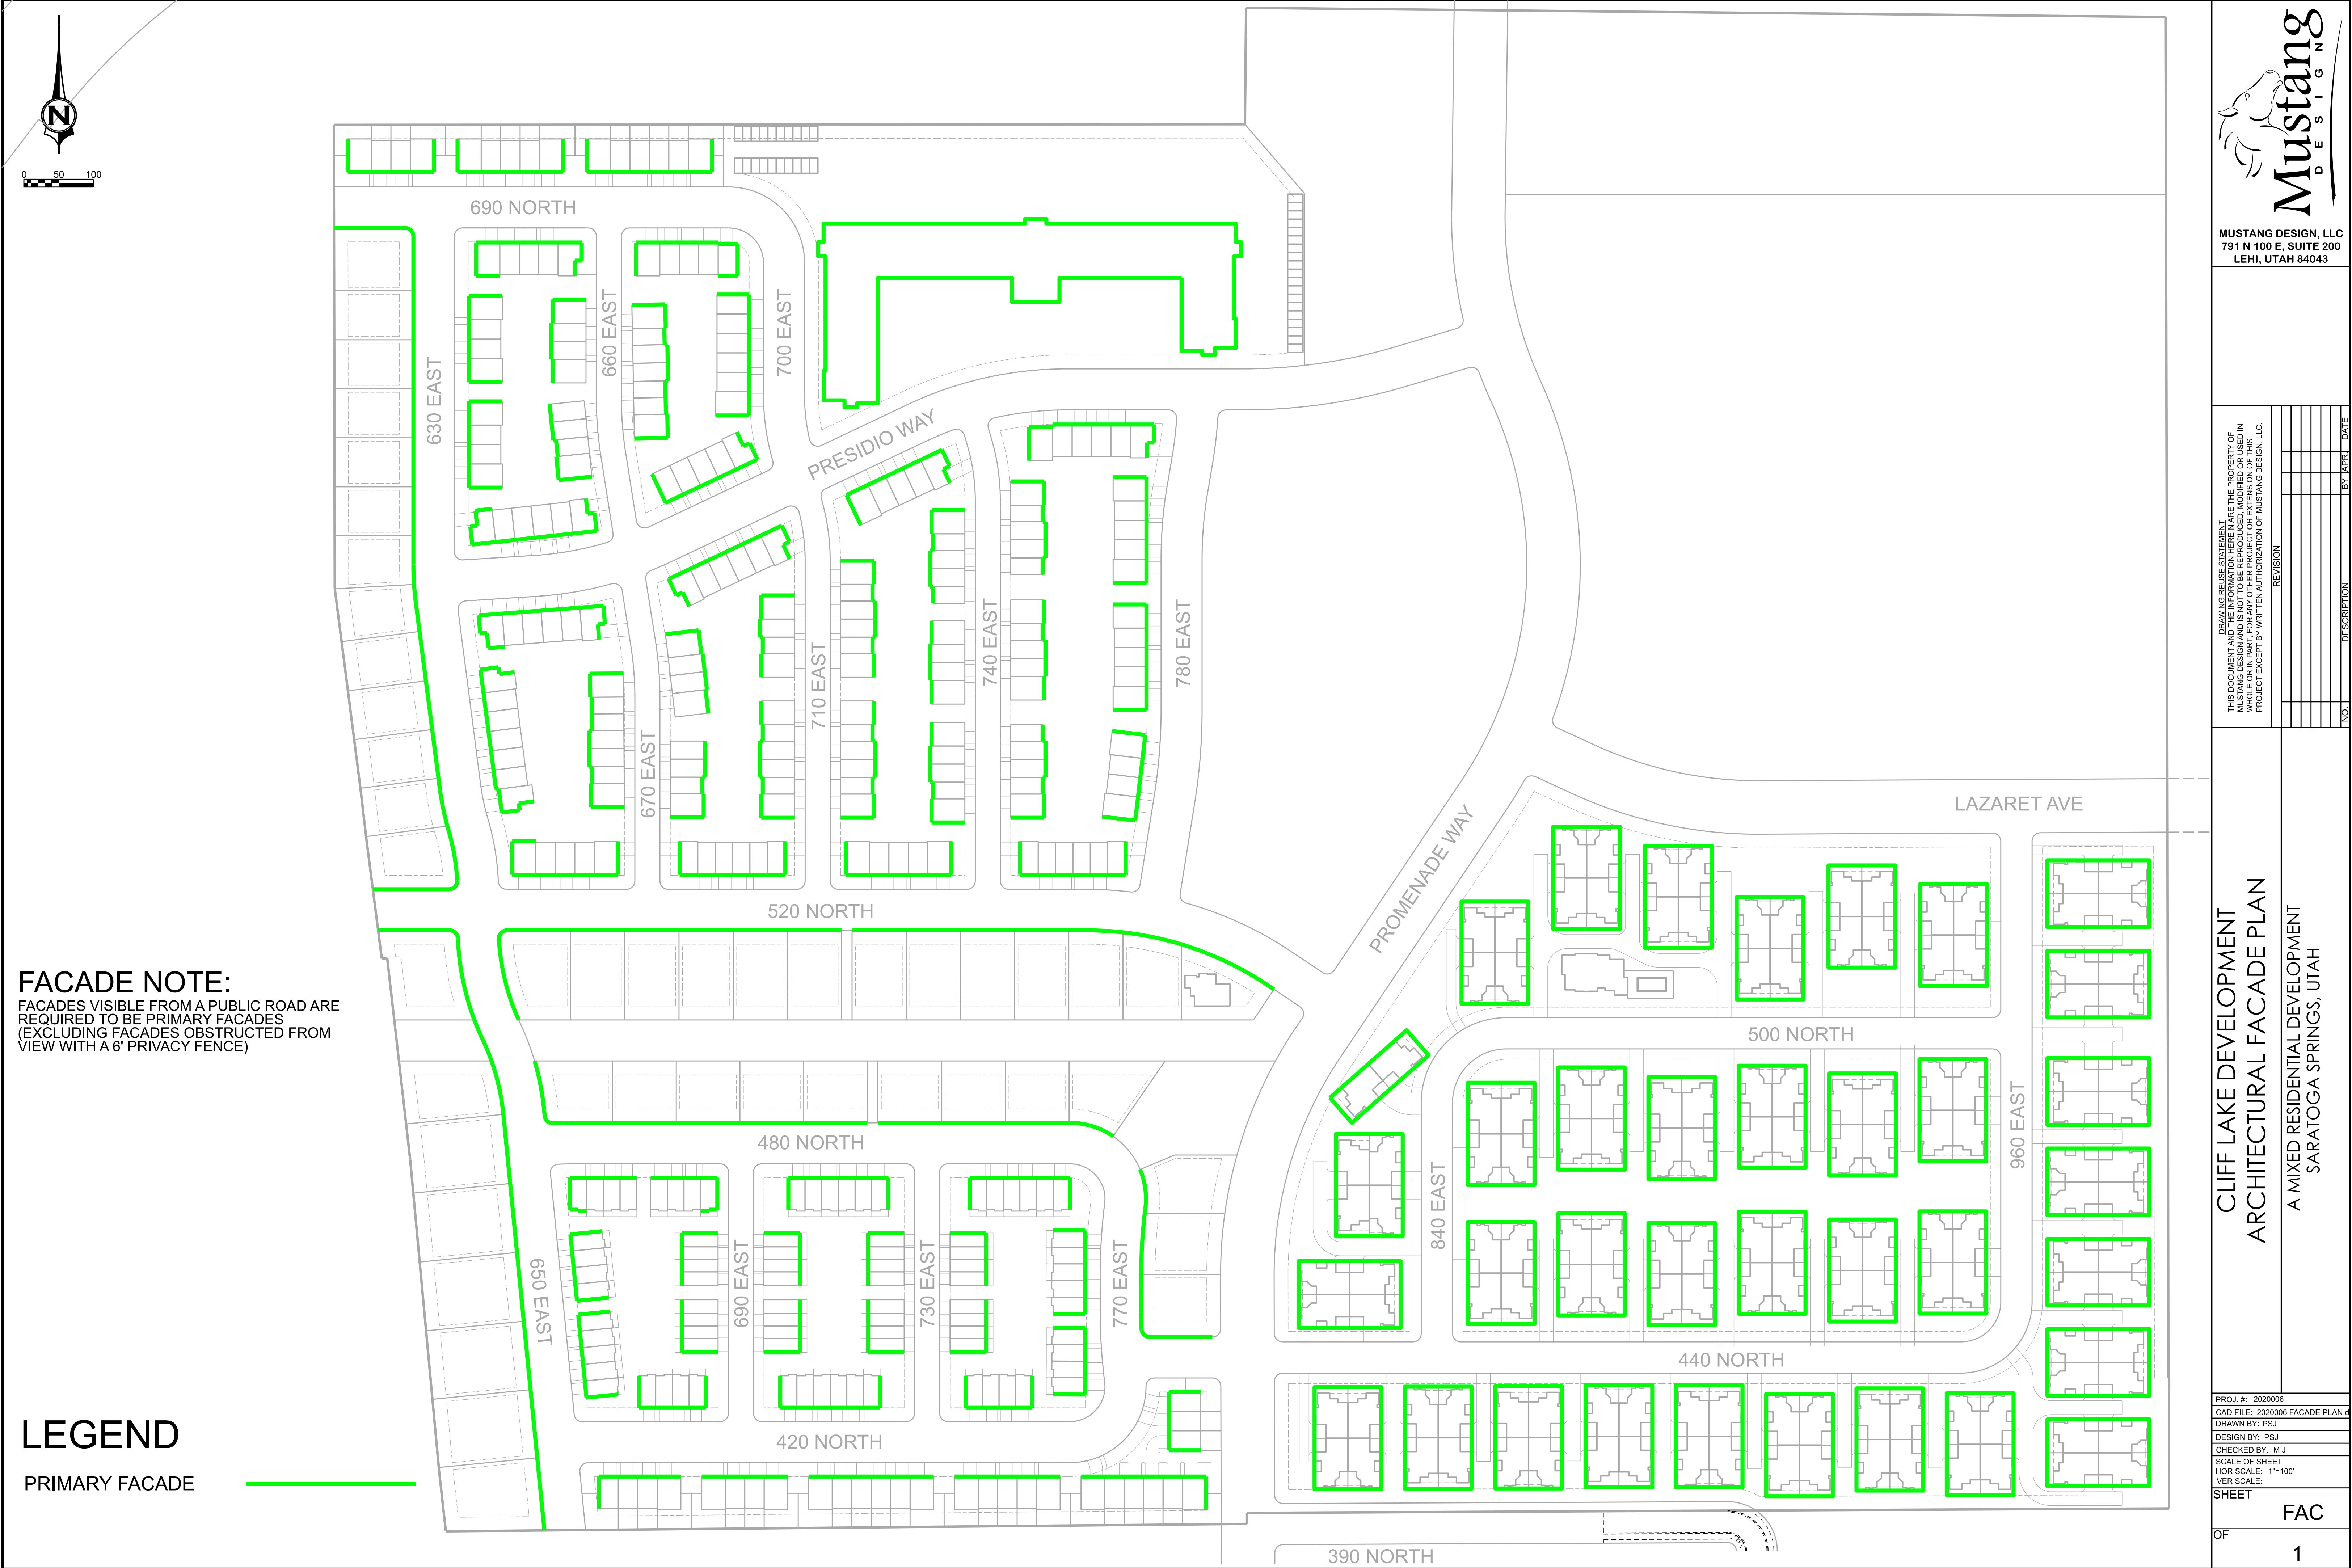 N
0 50 100
690 NORTH
630 EAST
660 EAST
700 EAST
PRESIDIO WAY
670 EAST
710 EAST
740 EAST
780 EAST
520 NORTH
PROMENADE WAY
LAZARET AVE
500 NORTH
480 NORTH
650 EAST
690 EAST
730 EAST
770 EAST
840 EAST
960 EAST
440 NORTH
420 NORTH
390 NORTH
FACADE NOTE:
FACADES VISIBLE FROM A PUBLIC ROAD ARE
REQUIRED TO BE PRIMARY FACADES
(EXCLUDING FACADES OBSTRUCTED FROM
VIEW WITH A 6' PRIVACY FENCE)
LEGEND
PRIMARY FACADE
Mustang
DESIGN
MUSTANG DESIGN, LLC
791 N 100 E, SUITE 200
LEHI, UTAH 84043
DRAWING REUSE STATEMENT
THIS DOCUMENT AND THE INFORMATION HEREIN ARE THE PROPERTY OF
MUSTANG DESIGN AND IS NOT TO BE REPRODUCED, MODIFIED OR USED IN
WHOLE OR IN PART, FOR ANY OTHER PROJECT OR EXTENSION OF THIS
PROJECT EXCEPT BY WRITTEN AUTHORIZATION OF MUSTANG DESIGN, LLC.
REVISION
NO. DESCRIPTION BY APR. DATE
CLIFF LAKE DEVELOPMENT
ARCHITECTURAL FACADE PLAN
A MIXED RESIDENTIAL DEVELOPMENT
SARATOGA SPRINGS, UTAH
PROJ. #: 2020006
CAD FILE: 2020006 FACADE PLAN.d
DRAWN BY: PSJ
DESIGN BY: PSJ
CHECKED BY: MIJ
SCALE OF SHEET
HOR SCALE: 1"=100'
VER SCALE:
SHEET
FAC
OF
1